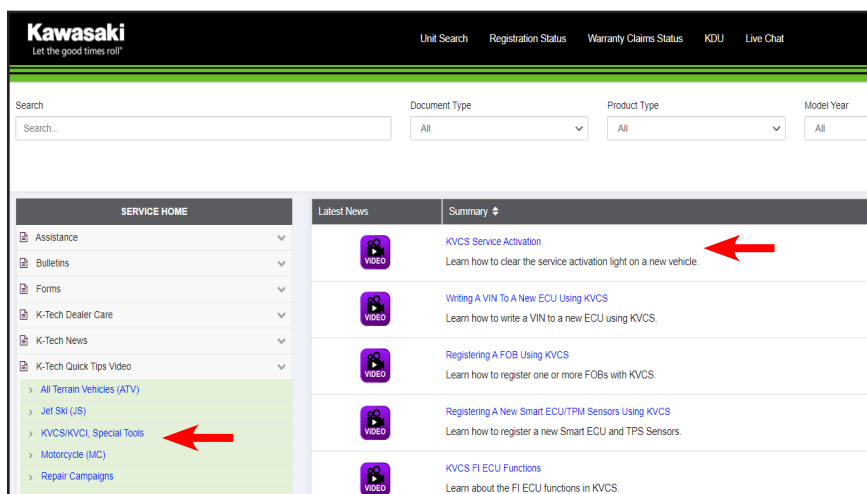 Kawasaki
Let the good times roll®
Unit Search Registration Status Warranty Claims Status KDU Live Chat
Search Document Type Product Type Model Year
Search... All All All
SERVICE HOME
Assistance
Bulletins
Forms
K-Tech Dealer Care
K-Tech News
K-Tech Quick Tips Video
All Terrain Vehicles (ATV)
Jet Ski (JS)
KVCS/KVCI, Special Tools
Motorcycle (MC)
Repair Campaigns
Latest News Summary
VIDEO
KVCS Service Activation
Learn how to clear the service activation light on a new vehicle.
VIDEO
Writing A VIN To A New ECU Using KVCS
Learn how to write a VIN to a new ECU using KVCS.
VIDEO
Registering A FOB Using KVCS
Learn how to register one or more FOBs with KVCS.
VIDEO
Registering A New Smart ECU/TPM Sensors Using KVCS
Learn how to register a new Smart ECU and TPS Sensors.
VIDEO
KVCS FI ECU Functions
Learn about the FI ECU functions in KVCS.